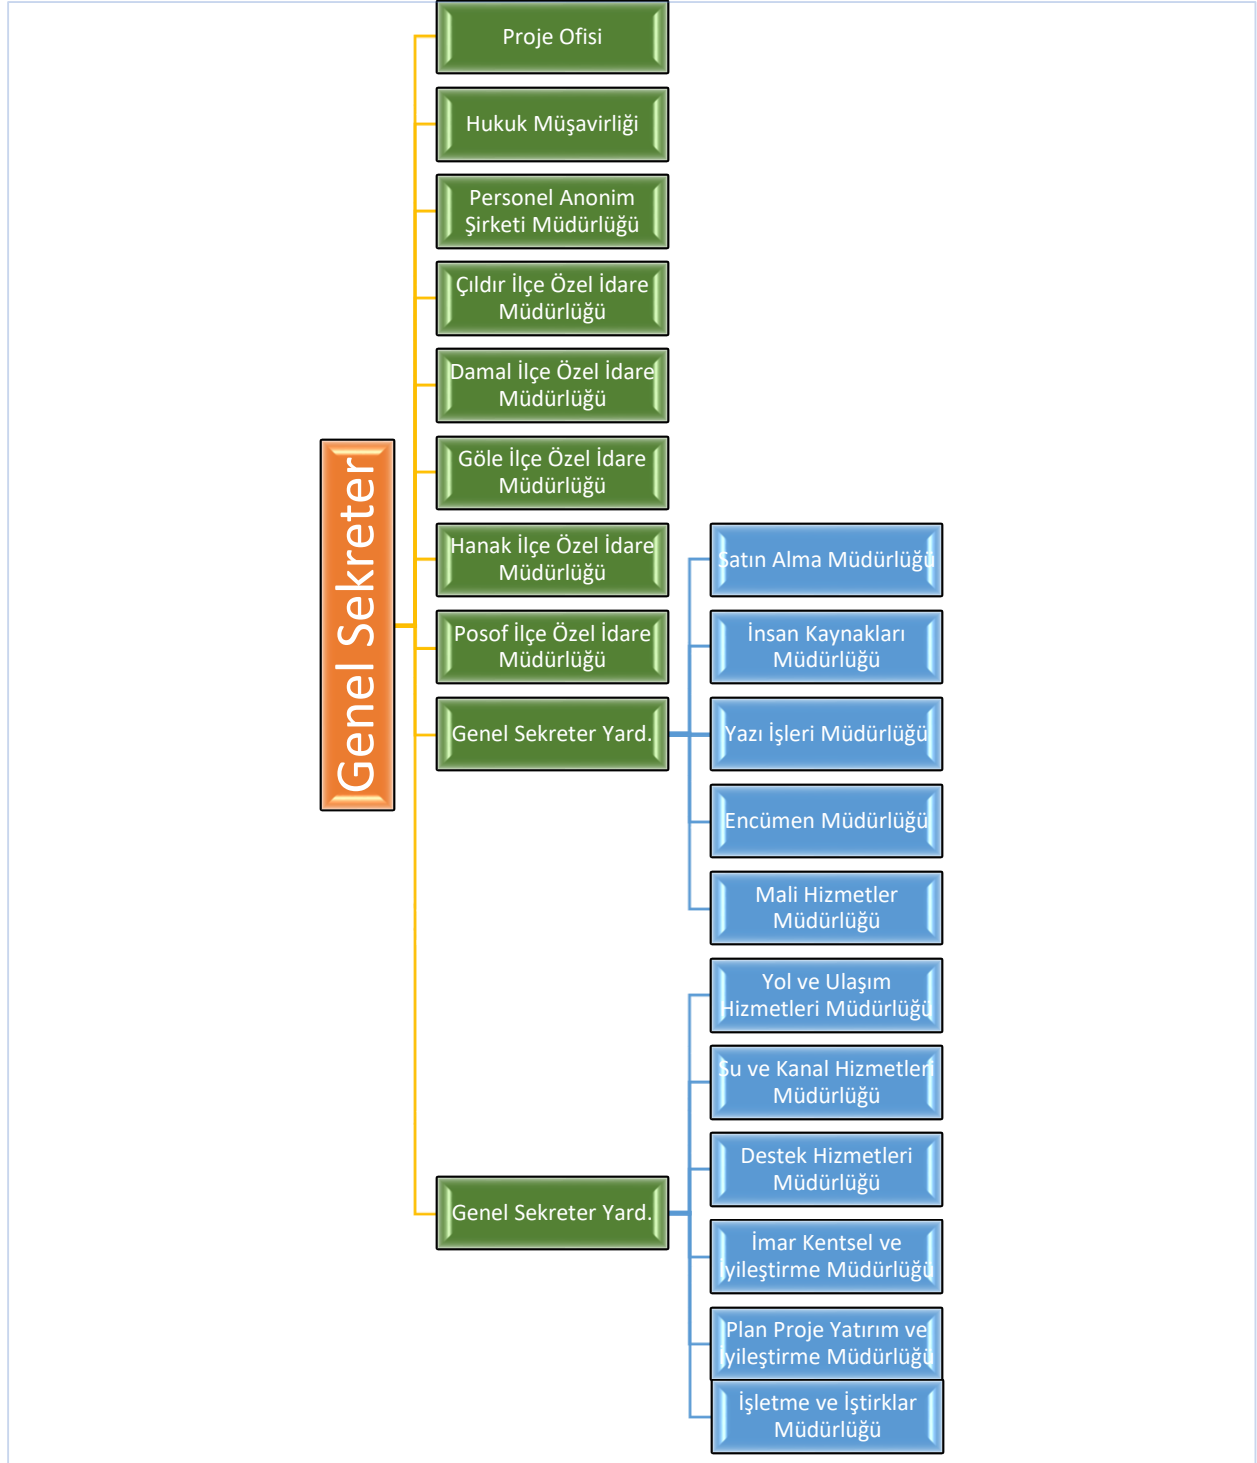 Genel Sekreter
Proje Ofisi
Hukuk Müşavirliği
Personel Anonim
Şirketi Müdürlüğü
Çıldır İlçe Özel İdare
Müdürlüğü
Damal İlçe Özel İdare
Müdürlüğü
Göle İlçe Özel İdare
Müdürlüğü
Hanak İlçe Özel İdare
Müdürlüğü
Posof İlçe Özel İdare
Müdürlüğü
Genel Sekreter Yard.
Satın Alma Müdürlüğü
İnsan Kaynakları
Müdürlüğü
Yazı İşleri Müdürlüğü
Encümen Müdürlüğü
Mali Hizmetler
Müdürlüğü
Genel Sekreter Yard.
Yol ve Ulaşım
Hizmetleri Müdürlüğü
Su ve Kanal Hizmetleri
Müdürlüğü
Destek Hizmetleri
Müdürlüğü
İmar Kentsel ve
İyileştirme Müdürlüğü
Plan Proje Yatırım ve
İyileştirme Müdürlüğü
İşletme ve İştirklar
Müdürlüğü